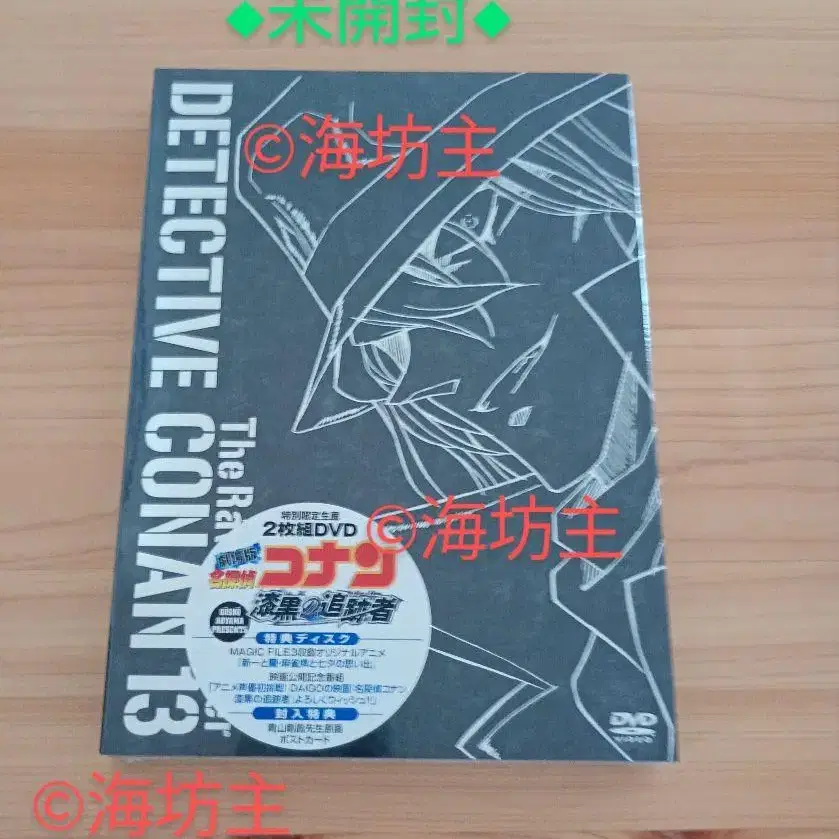 ◆未開封◆
DETECTIVE CONAN 13
The Ra
er
©海坊主
©海坊主
特別限定生産
2枚組DVD
劇場版
名探偵
コナン
漆黒の追跡者
GOSHO
AOYAMA
PRESENTS
特典ディスク
MAGIC FILE3収録オリジナルアニメ
「新一と蘭・麻雀牌と七夕の思い出」
映画公開記念番組
「アニメ声優初挑戦! DAIGOの映画『名探偵コナン
漆黒の追跡者』よろしくウィッシュ!」
封入特典
青山剛昌先生原画
ポストカード
DVD
VIDEO
©海坊主